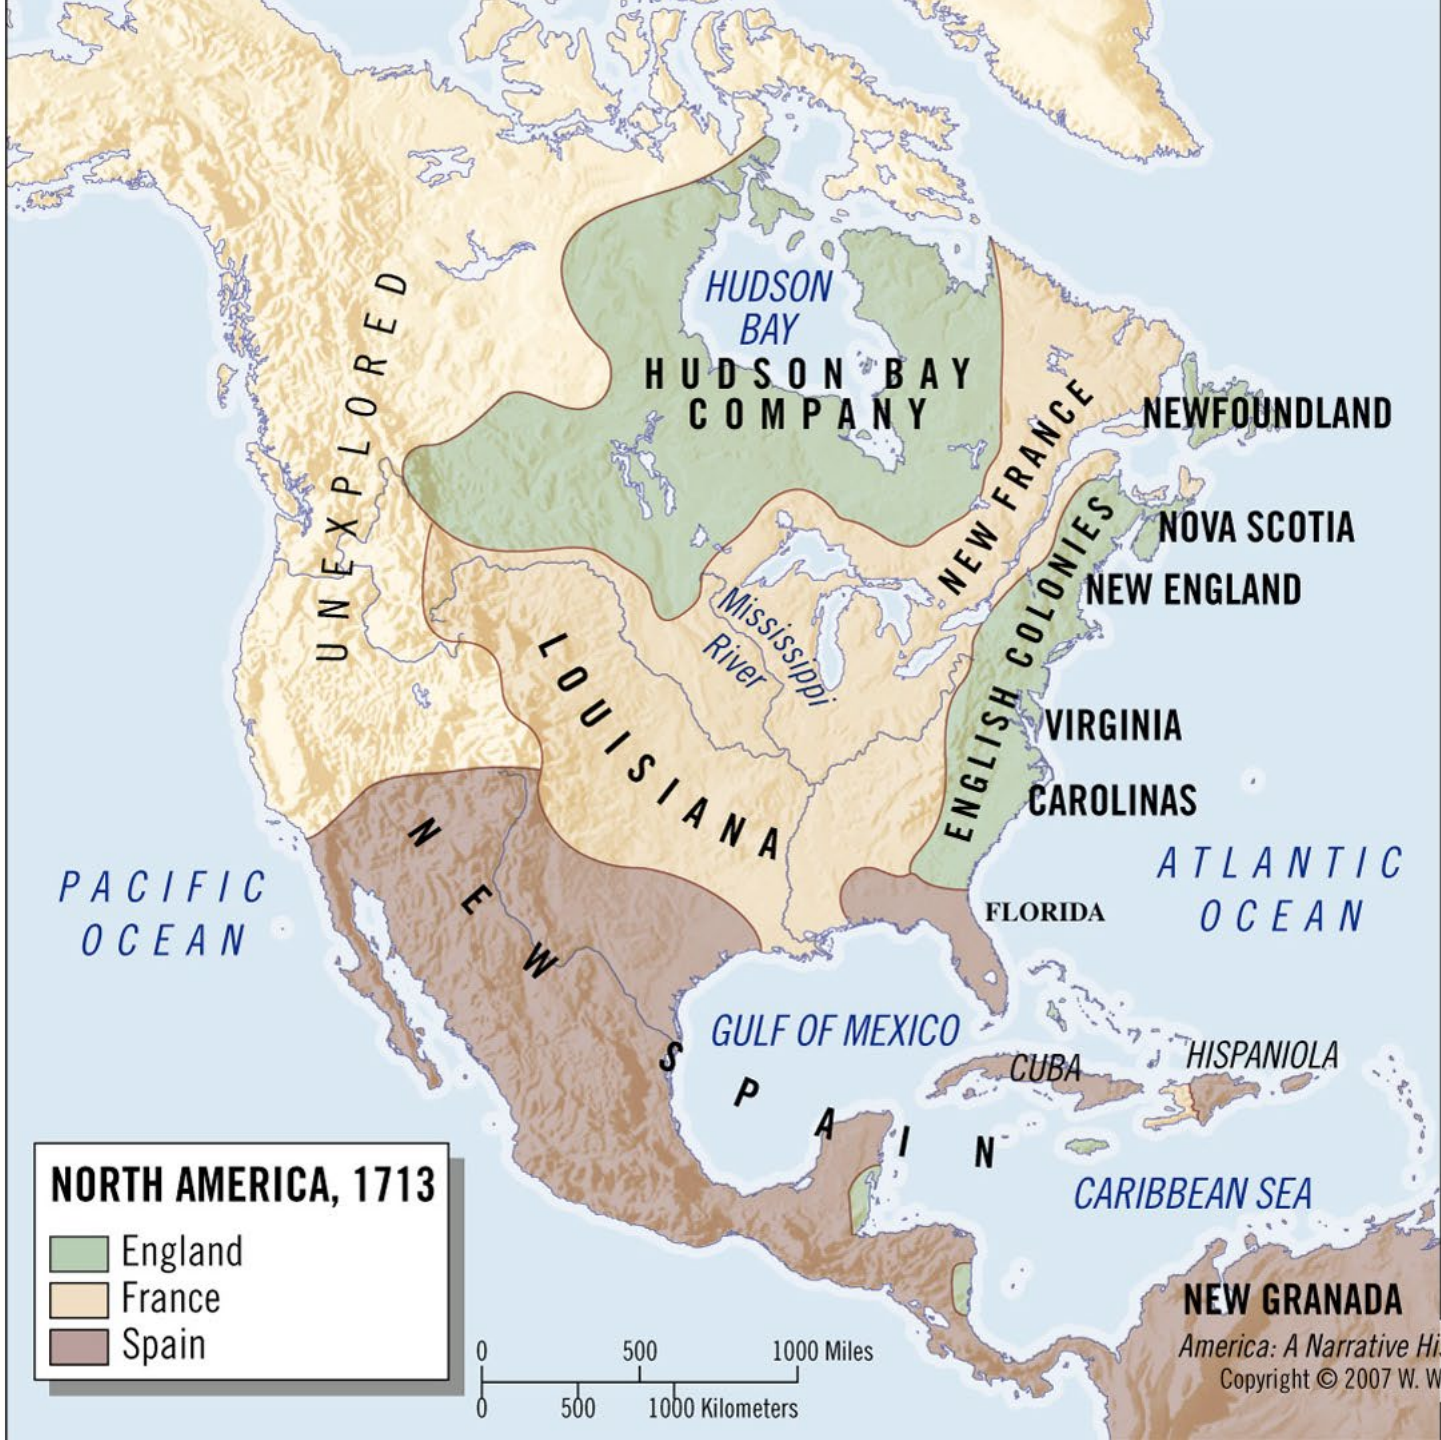 HUDSON
BAY
HUDSON BAY
COMPANY
UNEXPLORED
NEW FRANCE
NEWFOUNDLAND
NOVA SCOTIA
NEW ENGLAND
ENGLISH COLONIES
Mississippi
River
LOUISIANA
VIRGINIA
CAROLINAS
PACIFIC
OCEAN
ATLANTIC
OCEAN
FLORIDA
NEW SPAIN
GULF OF MEXICO
CUBA
HISPANIOLA
CARIBBEAN SEA
NORTH AMERICA, 1713
England
France
Spain
0 500 1000 Miles
0 500 1000 Kilometers
NEW GRANADA
America: A Narrative Hi
Copyright © 2007 W. W